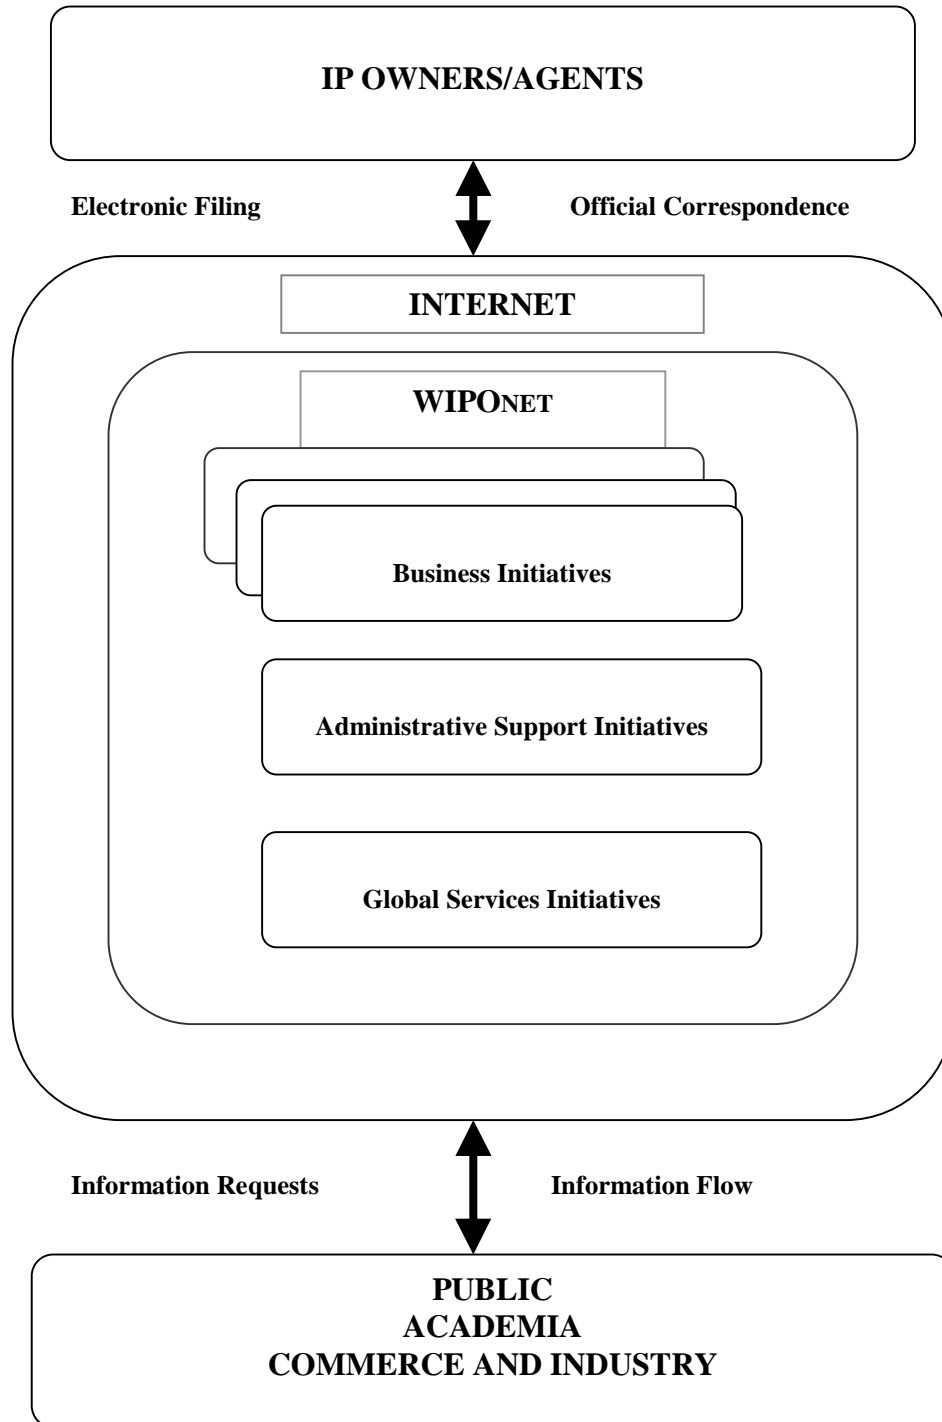 IP OWNERS/AGENTS
Electronic Filing
Official Correspondence
INTERNET
WIPONET
Business Initiatives
Administrative Support Initiatives
Global Services Initiatives
Information Requests
Information Flow
PUBLIC
ACADEMIA
COMMERCE AND INDUSTRY